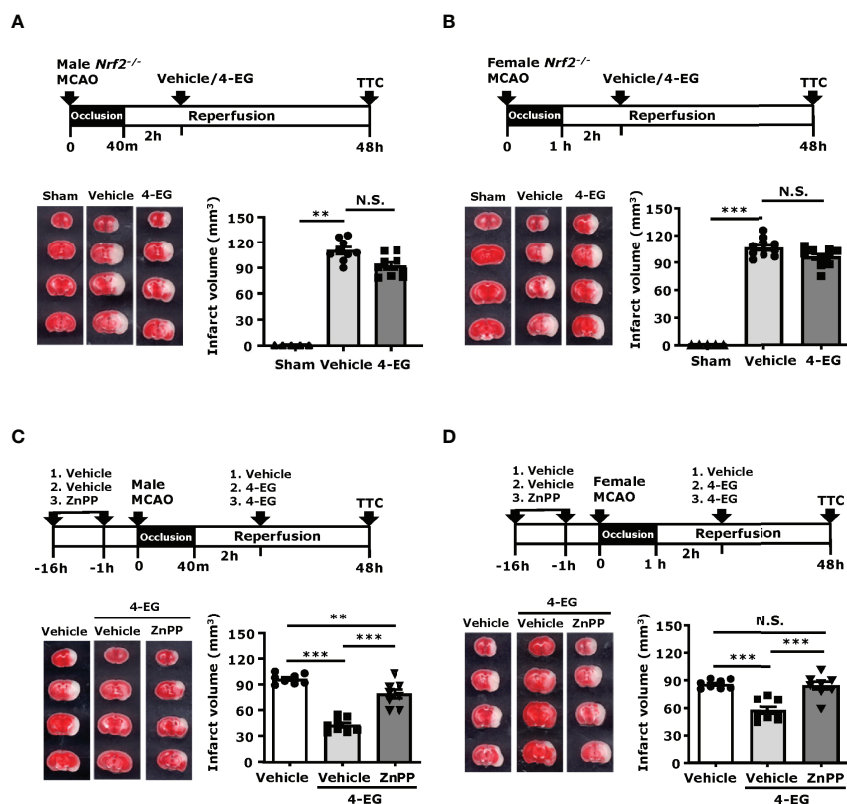 A
Male Nrf2-/-
MCAO
Vehicle/4-EG
TTC
Occlusion
Reperfusion
2h
0
40m
48h
Sham
Vehicle
4-EG
**
N.S.
Infarct volume (mm3)
150
120
90
60
30
0
Sham Vehicle 4-EG
B
Female Nrf2-/-
MCAO
Vehicle/4-EG
TTC
Occlusion
Reperfusion
2h
0
1 h
48h
Sham
Vehicle
4-EG
***
N.S.
Infarct volume (mm3)
150
120
90
60
30
0
Sham Vehicle 4-EG
C
1. Vehicle
2. Vehicle
3. ZnPP
Male
MCAO
1. Vehicle
2. 4-EG
3. 4-EG
TTC
Occlusion
Reperfusion
2h
-16h
-1h
0
40m
48h
4-EG
Vehicle
Vehicle
ZnPP
**
***
***
Infarct volume (mm3)
150
120
90
60
30
0
Vehicle Vehicle ZnPP
4-EG
D
1. Vehicle
2. Vehicle
3. ZnPP
Female
MCAO
1. Vehicle
2. 4-EG
3. 4-EG
TTC
Occlusion
Reperfusion
2h
-16h
-1h
0
1 h
48h
4-EG
Vehicle
Vehicle
ZnPP
N.S.
***
***
Infarct volume (mm3)
150
120
90
60
30
0
Vehicle Vehicle ZnPP
4-EG